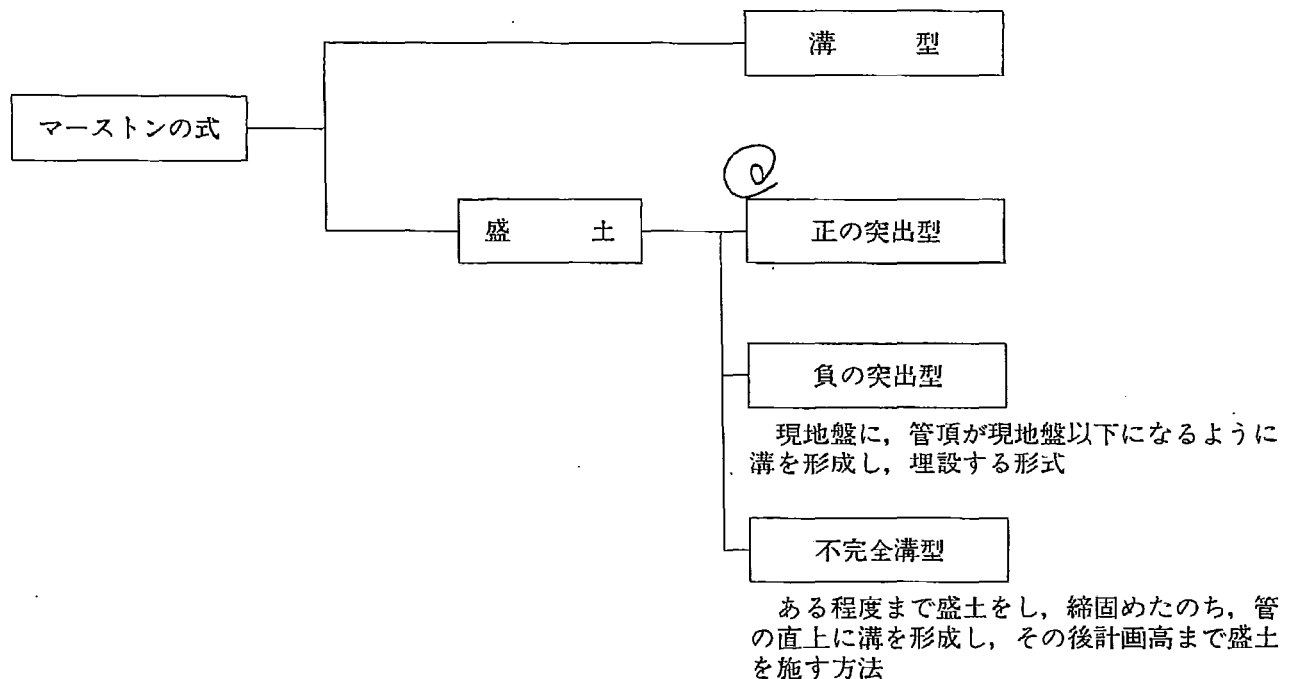 溝 型
マーストンの式
盛 土
正の突出型
負の突出型
現地盤に，管頂が現地盤以下になるように
溝を形成し，埋設する形式
不完全溝型
ある程度まで盛土をし，締固めたのち，管
の直上に溝を形成し，その後計画高まで盛土
を施す方法